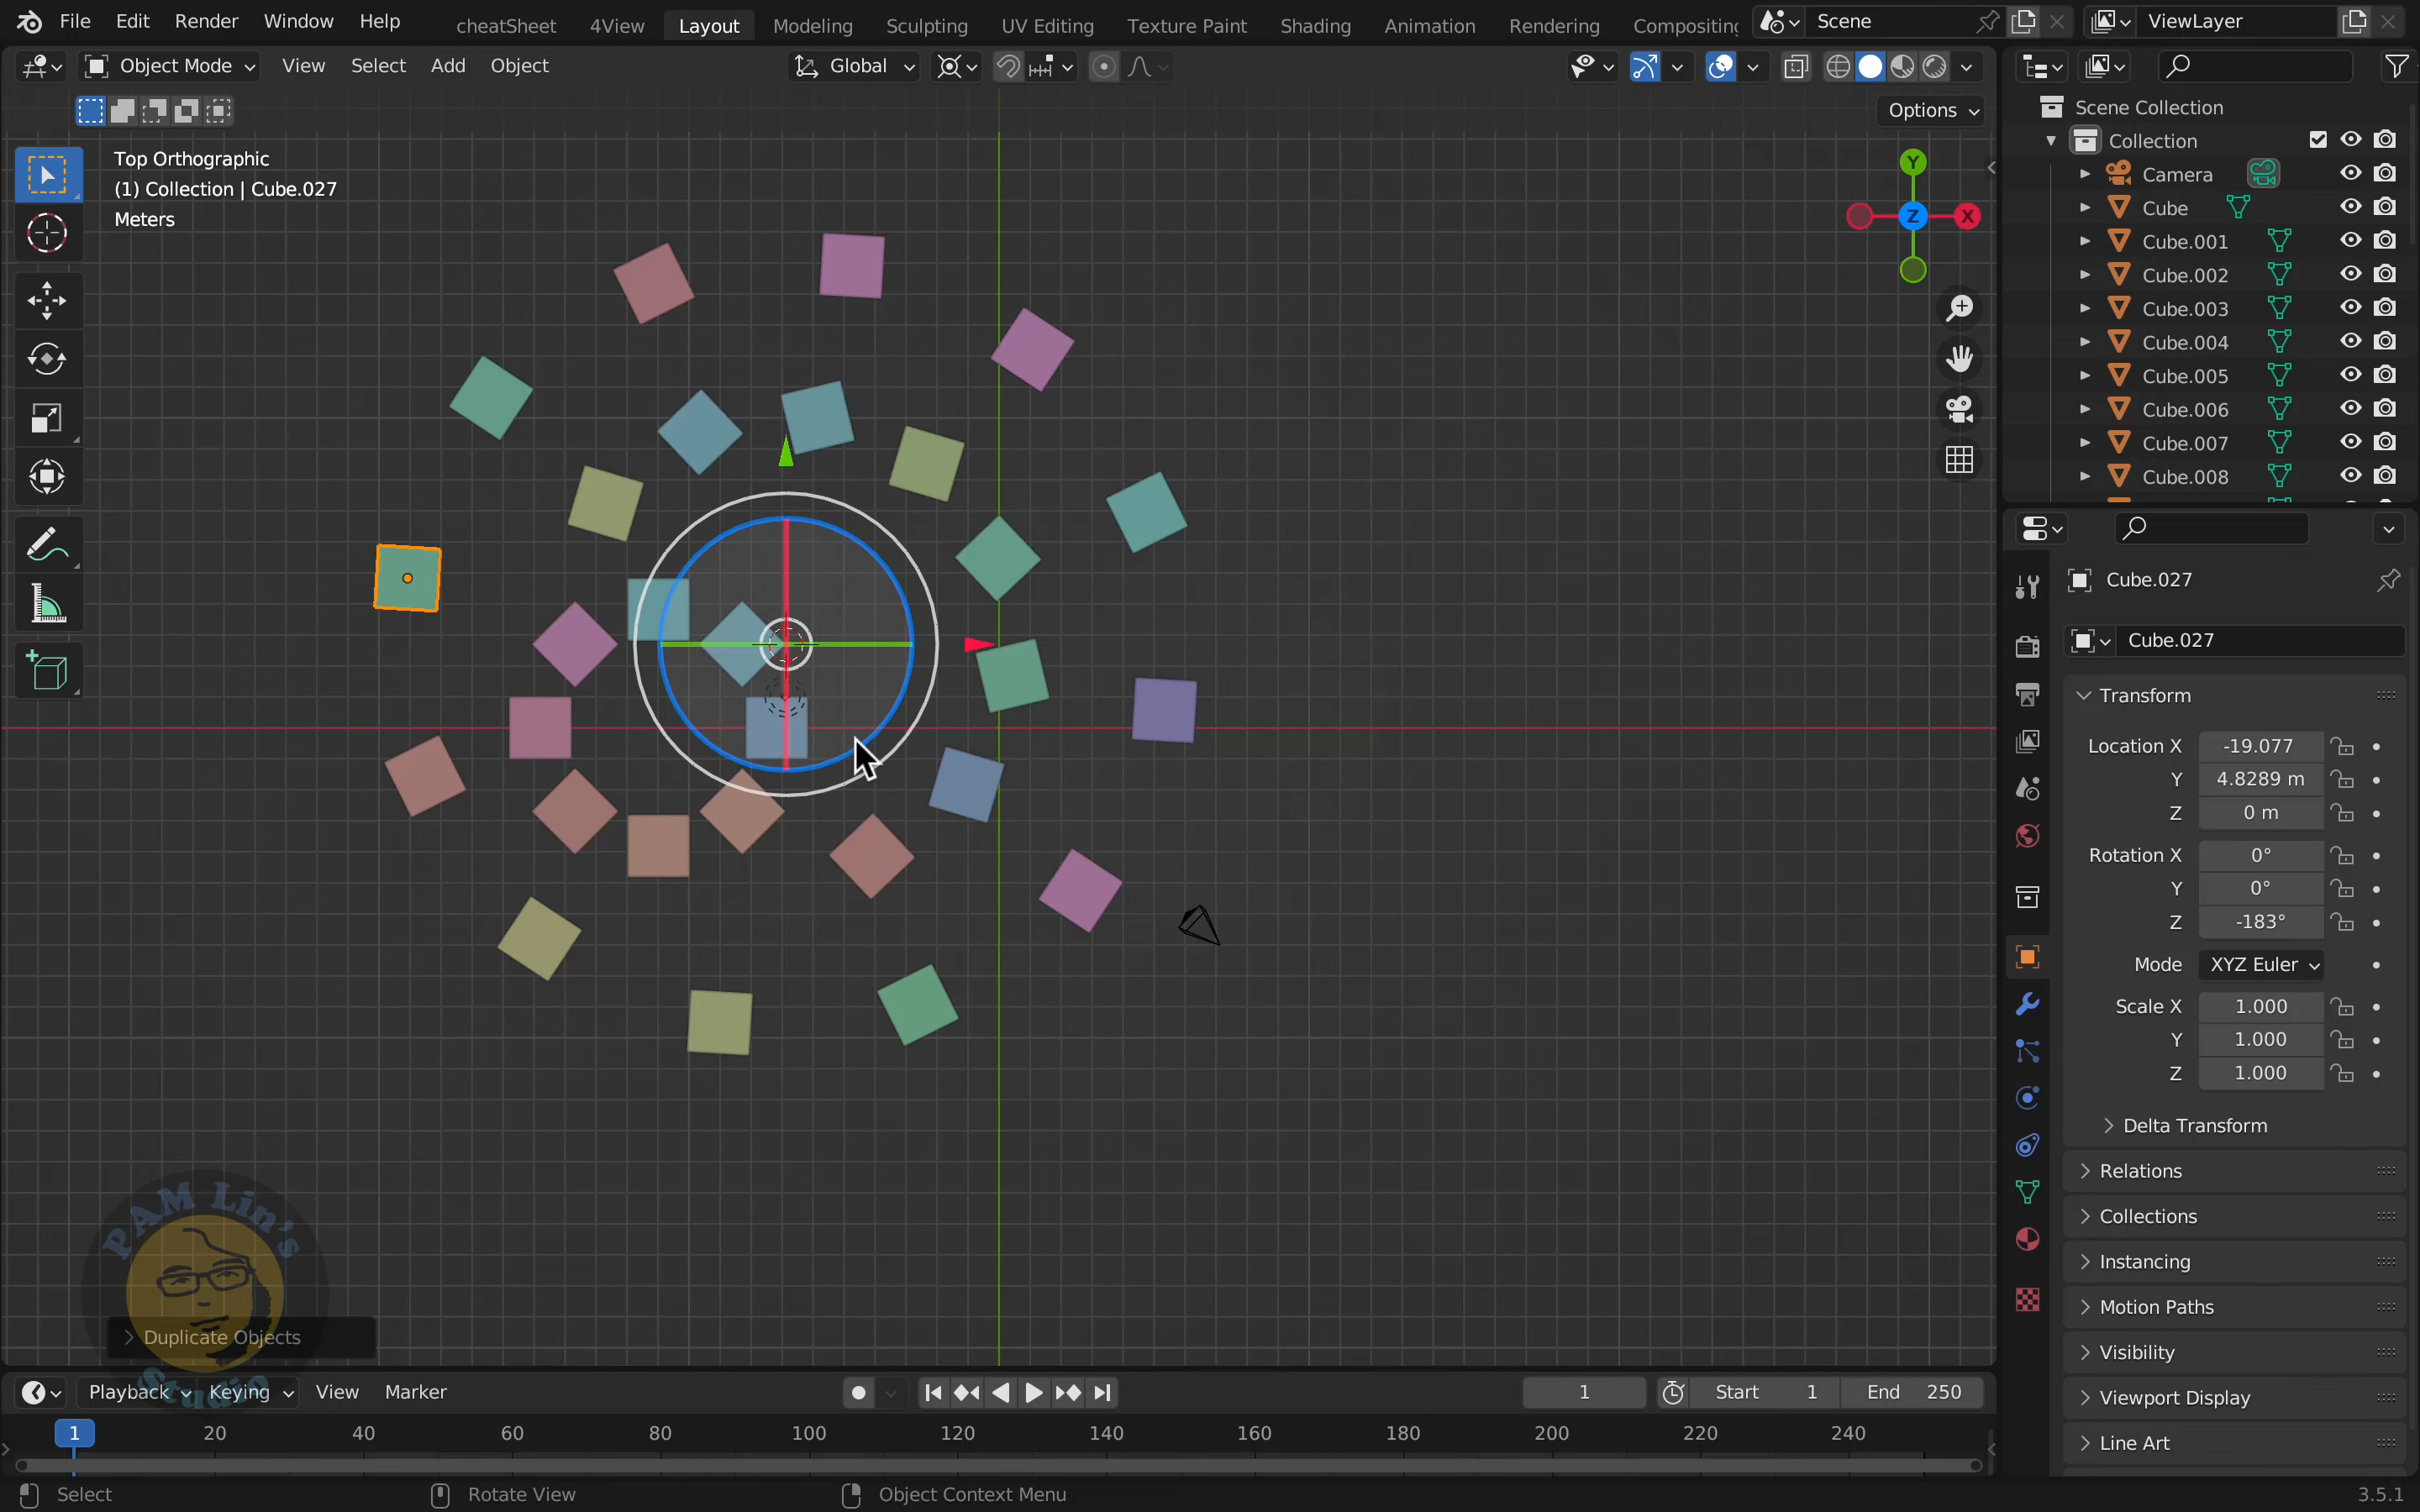 File Edit Render Window Help cheatSheet 4View Layout Modeling Sculpting UV Editing Texture Paint Shading Animation Rendering Compositing Scene ViewLayer
Object Mode View Select Add Object Global
Options
Top Orthographic
(1) Collection | Cube.027
Meters
Y
Z X
Scene Collection
Collection
Camera
Cube
Cube.001
Cube.002
Cube.003
Cube.004
Cube.005
Cube.006
Cube.007
Cube.008
Cube.027
Cube.027
Transform
Location X -19.077
Y 4.8289 m
Z 0 m
Rotation X 0°
Y 0°
Z -183°
Mode XYZ Euler
Scale X 1.000
Y 1.000
Z 1.000
Delta Transform
Relations
Collections
Instancing
Motion Paths
Visibility
Viewport Display
Line Art
PAM Lin's
Studio
Duplicate Objects
Playback Keying View Marker 1 Start 1 End 250
1 20 40 60 80 100 120 140 160 180 200 220 240
Select Rotate View Object Context Menu 3.5.1